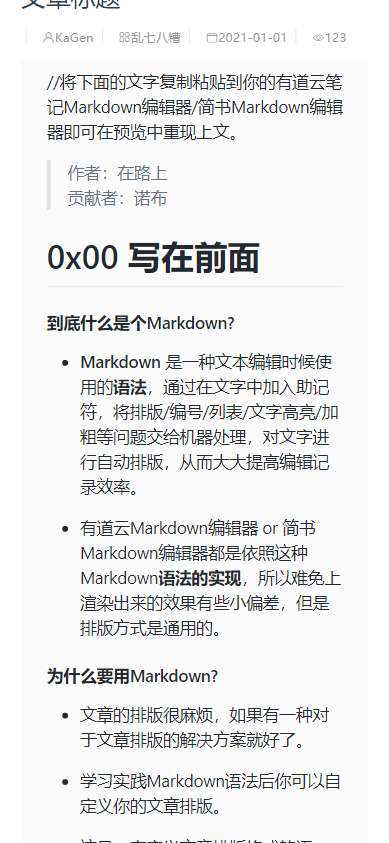 文章标题
KaGen 乱七八糟 2021-01-01 123
//将下面的文字复制粘贴到你的有道云笔
记Markdown编辑器/简书Markdown编辑
器即可在预览中重现上文。
作者：在路上
贡献者：诺布
0x00 写在前面
到底什么是个Markdown?
Markdown 是一种文本编辑时候使
用的语法，通过在文字中加入助记
符，将排版/编号/列表/文字高亮/加
粗等问题交给机器处理，对文字进
行自动排版，从而大大提高编辑记
录效率。
有道云Markdown编辑器 or 简书
Markdown编辑器都是依照这种
Markdown语法的实现，所以难免上
渲染出来的效果有些小偏差，但是
排版方式是通用的。
为什么要用Markdown?
文章的排版很麻烦，如果有一种对
于文章排版的解决方案就好了。
学习实践Markdown语法后你可以自
定义你的文章排版。